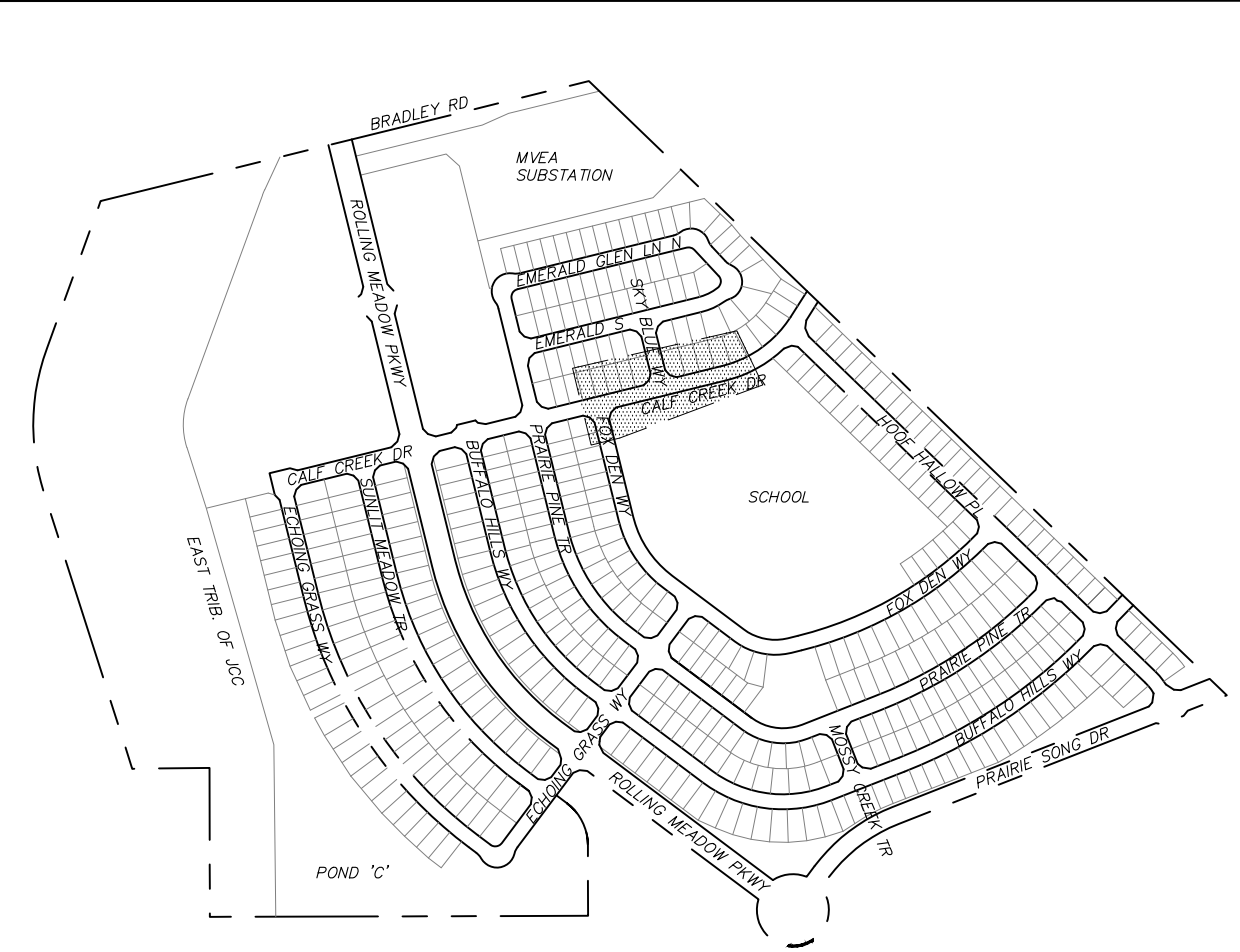 BRADLEY RD
MVEA
SUBSTATION
ROLLING MEADOW PKWY
EMERALD GLEN LN N
SKY BLUE WY
EMERALD S
CALF CREEK DR
FOX DEN WY
HOOF HALLOW PL
CALF CREEK DR
SUNLIT MEADOW TR
BUFFALO HILLS WY
PRAIRIE PINE TR
SCHOOL
ECHOING GRASS WY
EAST TRIB. OF JCC
FOX DEN WY
PRAIRIE PINE TR
BUFFALO HILLS WY
ECHOING GRASS WY
MOSSY CREEK TR
PRAIRIE SONG DR
ROLLING MEADOW PKWY
POND 'C'